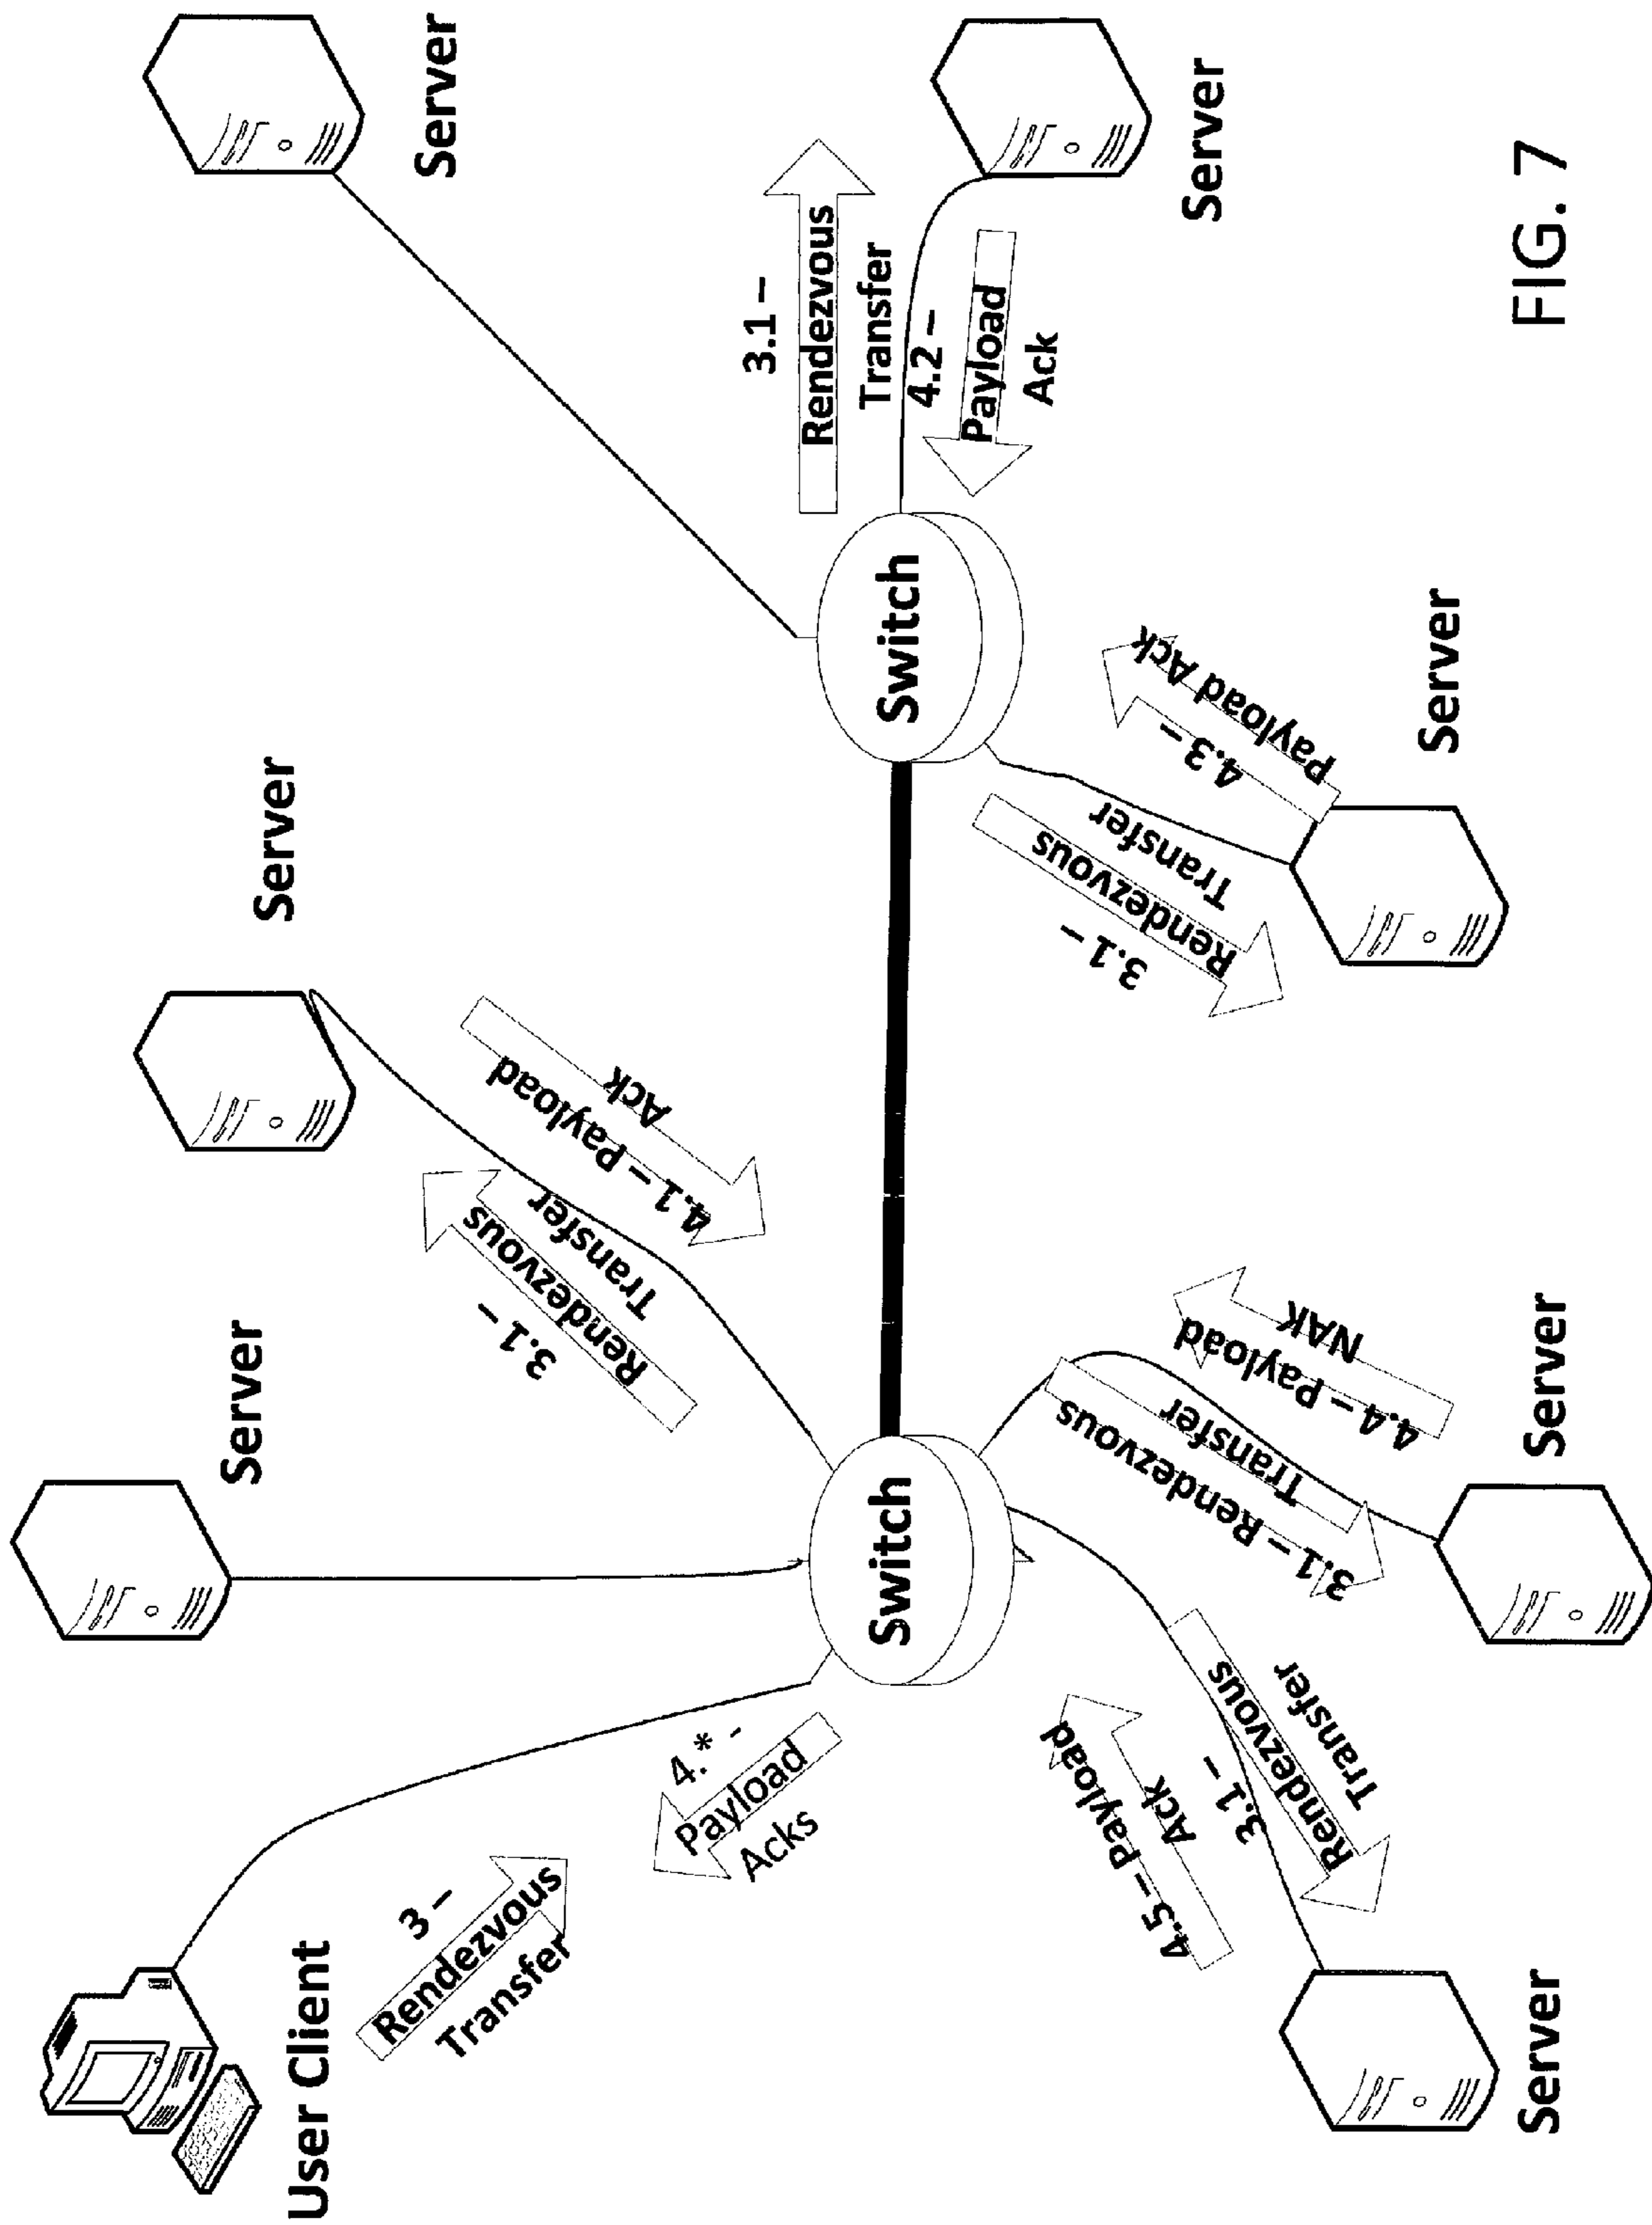 Server
Server
User Client
Server
3 –
Rendezvous
Transfer
3.1 –
Rendezvous
Transfer
4.1 – Payload
Ack
4.* -
Payload
Acks
3.1 –
Rendezvous
Transfer
Switch
Switch
4.2 –
Payload
Ack
4.5 – Payload
Ack
3.1 –
Rendezvous
Transfer
3.1 – Rendezvous
Transfer
4.4 – Payload
NAK
3.1 –
Rendezvous
Transfer
4.3 –
Payload Ack
Server
Server
Server
Server
FIG. 7